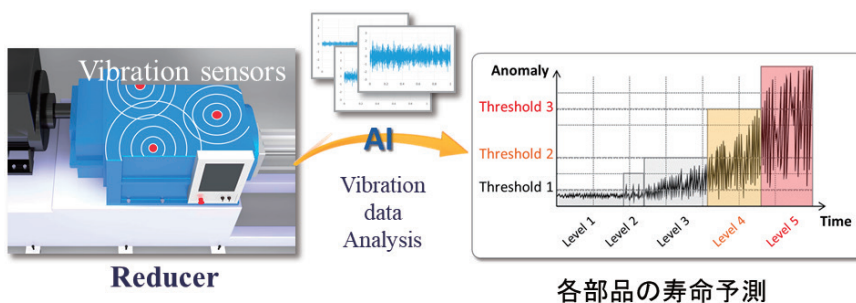 Vibration sensors
Reducer
AI
Vibration
data
Analysis
Anomaly
Threshold 3
Threshold 2
Threshold 1
Level 1
Level 2
Level 3
Level 4
Level 5
Time
各部品の寿命予測